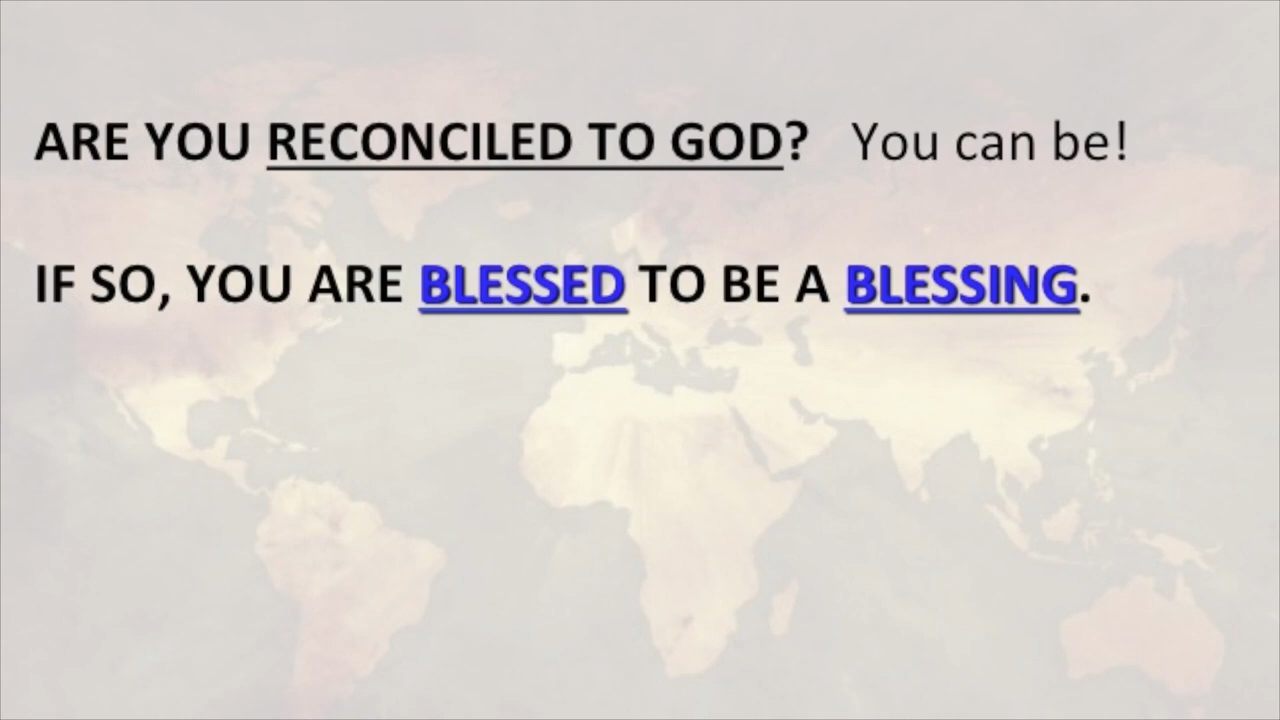 ARE YOU RECONCILED TO GOD? You can be!
IF SO, YOU ARE BLESSED TO BE A BLESSING.